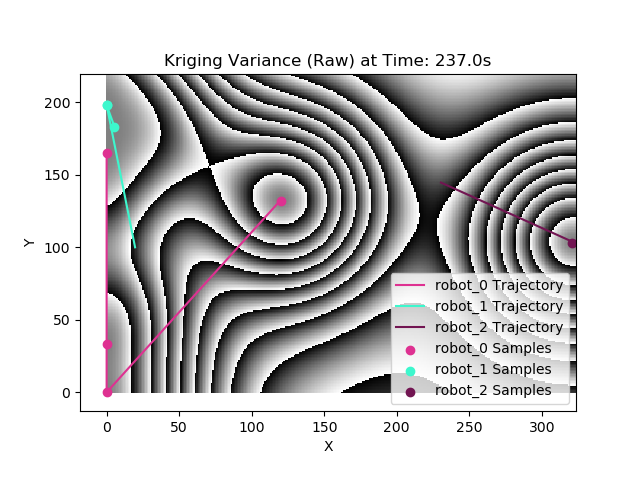 Kriging Variance (Raw) at Time: 237.0s
Y
200
150
100
50
0
robot_0 Trajectory
robot_1 Trajectory
robot_2 Trajectory
robot_0 Samples
robot_1 Samples
robot_2 Samples
0 50 100 150 200 250 300
X